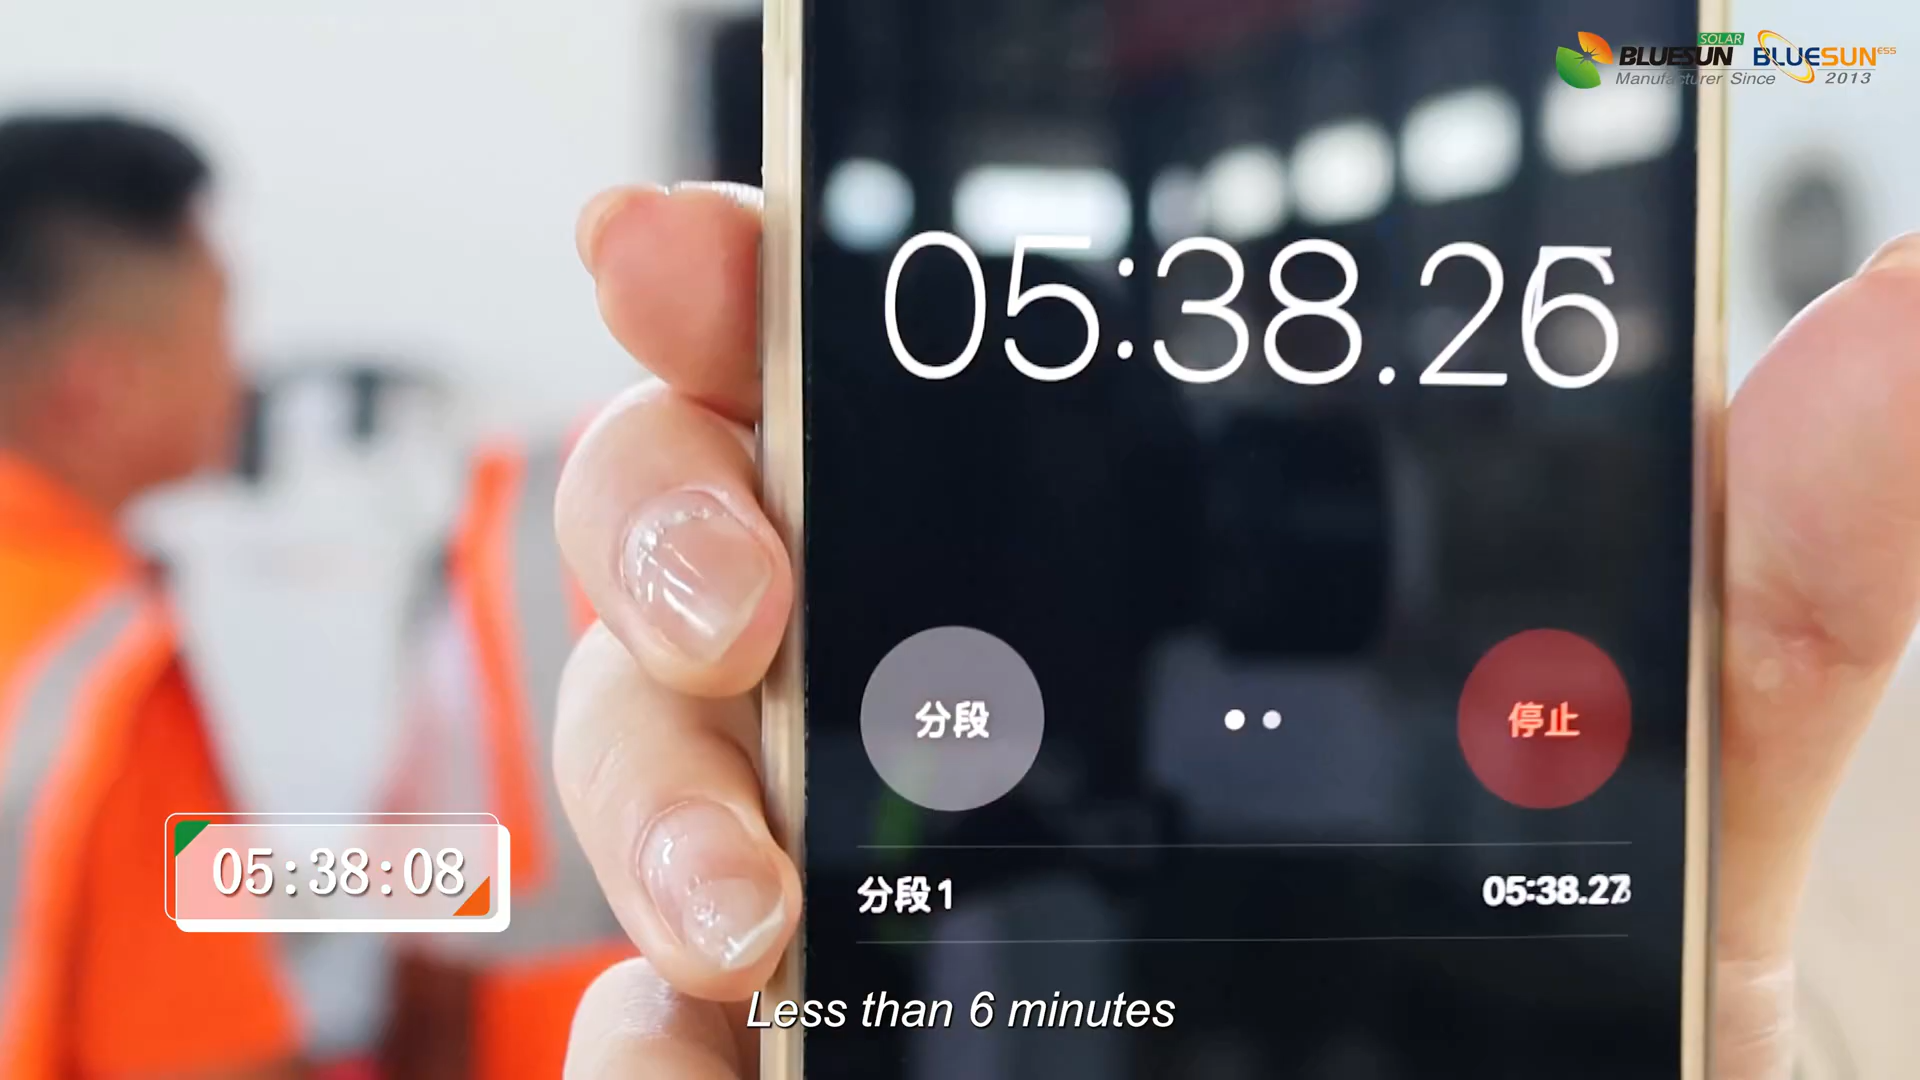 SOLAR
BLUESUN BLUESUN ESS
Manufacturer Since 2013
05:38.26
分段
停止
05:38:08
分段1 05:38.27
Less than 6 minutes